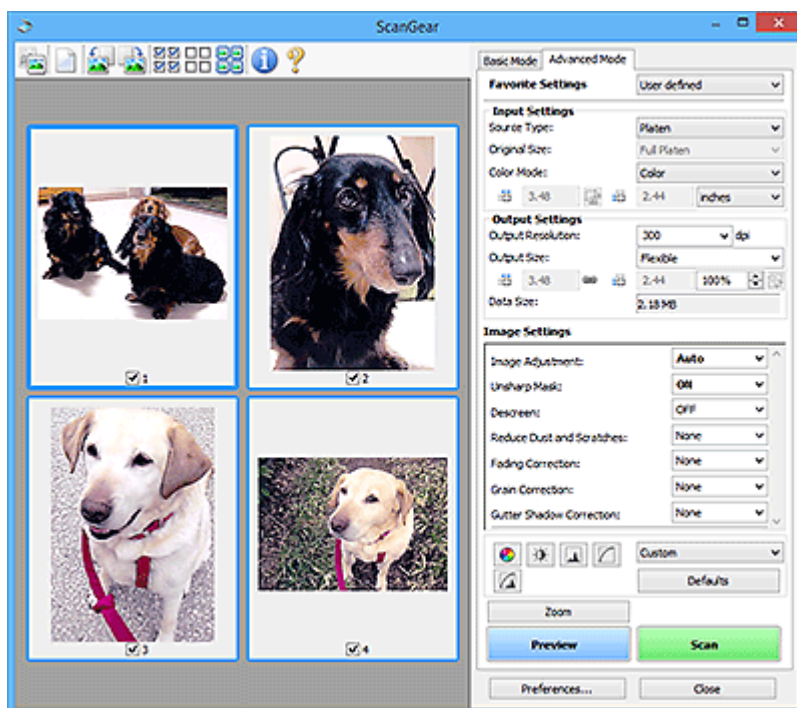 ScanGear
Basic Mode Advanced Mode
Favorite Settings User defined
Input Settings
Source Type: Platen
Original Size: Full Platen
Color Mode: Color
3.48 2.44 inches
Output Settings
Output Resolution: 300 dpi
Output Size: Flexible
3.48 2.44 100%
Data Size: 2.18 MB
Image Settings
Image Adjustment: Auto
Unsharp Mask: ON
Descreen: OFF
Reduce Dust and Scratches: None
Fading Correction: None
Grain Correction: None
Gutter Shadow Correction: None
Custom
Defaults
Zoom
Preview Scan
Preferences... Close
1
2
3
4